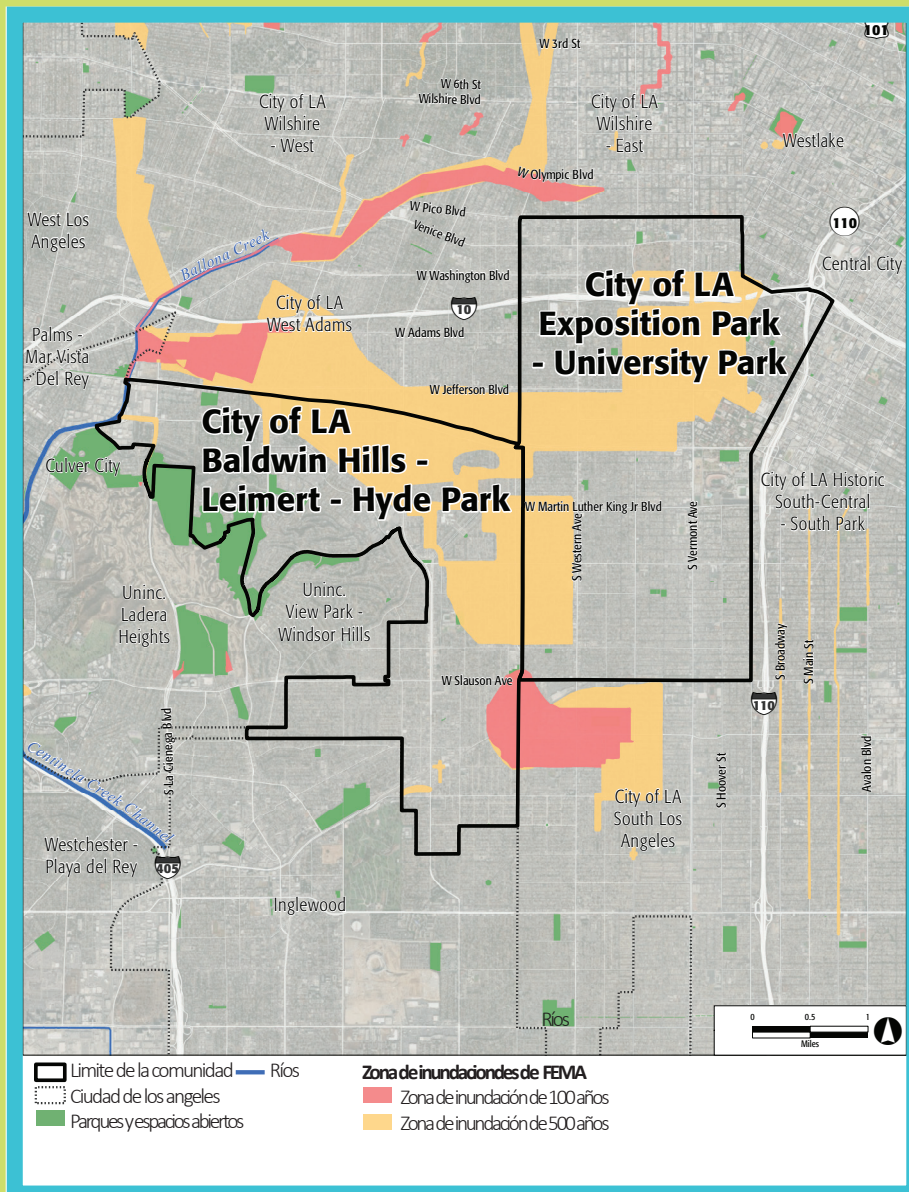 101
W 3rd St
W 6th St
Wilshire Blvd
City of LA
Wilshire
- West
City of LA
Wilshire
- East
Westlake
W Olympic Blvd
W Pico Blvd
Venice Blvd
West Los
Angeles
110
Ballona Creek
Central City
W Washington Blvd
City of LA
Exposition Park
- University Park
City of LA
West Adams
10
W Adams Blvd
Palms -
Mar Vista
Del Rey
W Jefferson Blvd
City of LA
Baldwin Hills -
Leimert - Hyde Park
Culver City
City of LA Historic
South-Central
- South Park
W Martin Luther King Jr Blvd
S Western Ave
S Vermont Ave
Uninc.
Ladera
Heights
Uninc.
View Park -
Windsor Hills
S Broadway
S Main St
W Slauson Ave
110
S La Cienega Blvd
Avalon Blvd
S Hoover St
Centinela Creek Channel
City of LA
South Los
Angeles
Westchester -
Playa del Rey
405
Inglewood
Ríos
0 0.5 1
Miles
Limite de la comunidad
Ríos
Ciudad de los angeles
Parques y espacios abiertos
Zona de inundaciondes de FEMA
Zona de inundación de 100 años
Zona de inundación de 500 años